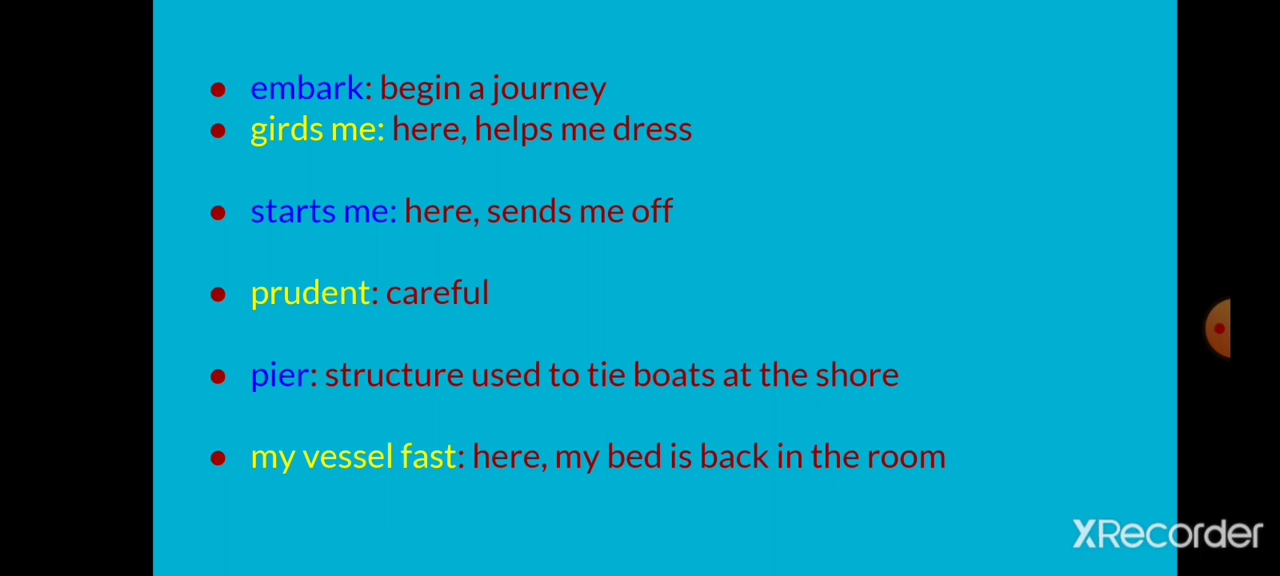 ● embark: begin a journey
● girds me: here, helps me dress
● starts me: here, sends me off
● prudent: careful
● pier: structure used to tie boats at the shore
● my vessel fast: here, my bed is back in the room
XRecorder